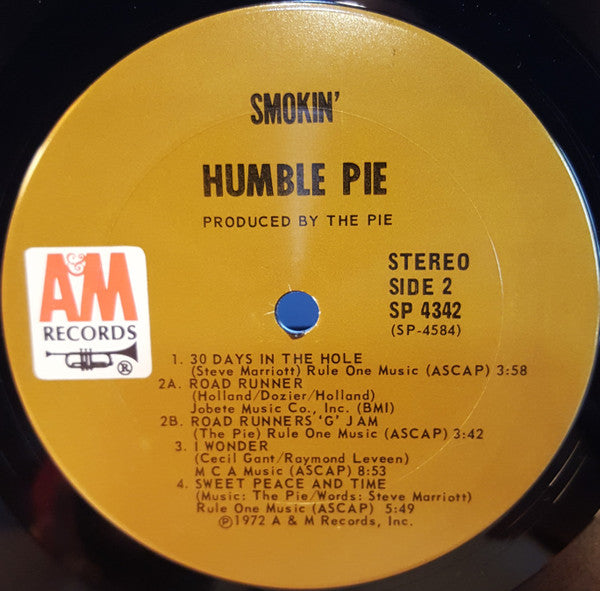 SMOKIN'
HUMBLE PIE
PRODUCED BY THE PIE
A&M
RECORDS
®
STEREO
SIDE 2
SP 4342
(SP-4584)
1. 30 DAYS IN THE HOLE
(Steve Marriott) Rule One Music (ASCAP) 3:58
2A. ROAD RUNNER
(Holland/Dozier/Holland)
Jobete Music Co., Inc. (BMI)
2B. ROAD RUNNERS 'G' JAM
(The Pie) Rule One Music (ASCAP) 3:42
3. I WONDER
(Cecil Gant/Raymond Leveen)
M C A Music (ASCAP) 8:53
4. SWEET PEACE AND TIME
(Music: The Pie/Words: Steve Marriott)
Rule One Music (ASCAP) 5:49
℗1972 A & M Records, Inc.